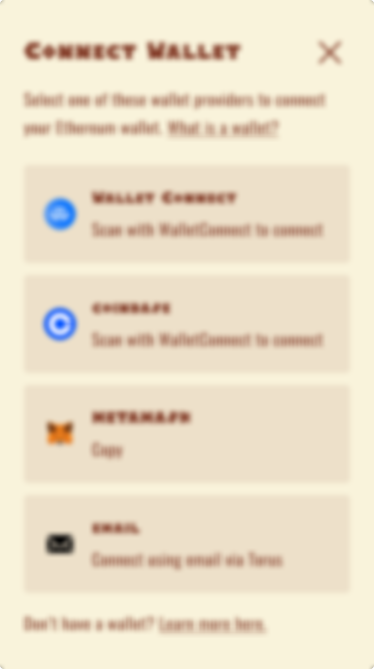 Connect Wallet
Select one of these wallet providers to connect
your Ethereum wallet. What is a wallet?
Wallet Connect
Scan with WalletConnect to connect
Coinbase
Scan with WalletConnect to connect
Metamask
Copy
Email
Connect using email via Torus
Don't have a wallet? Learn more here.